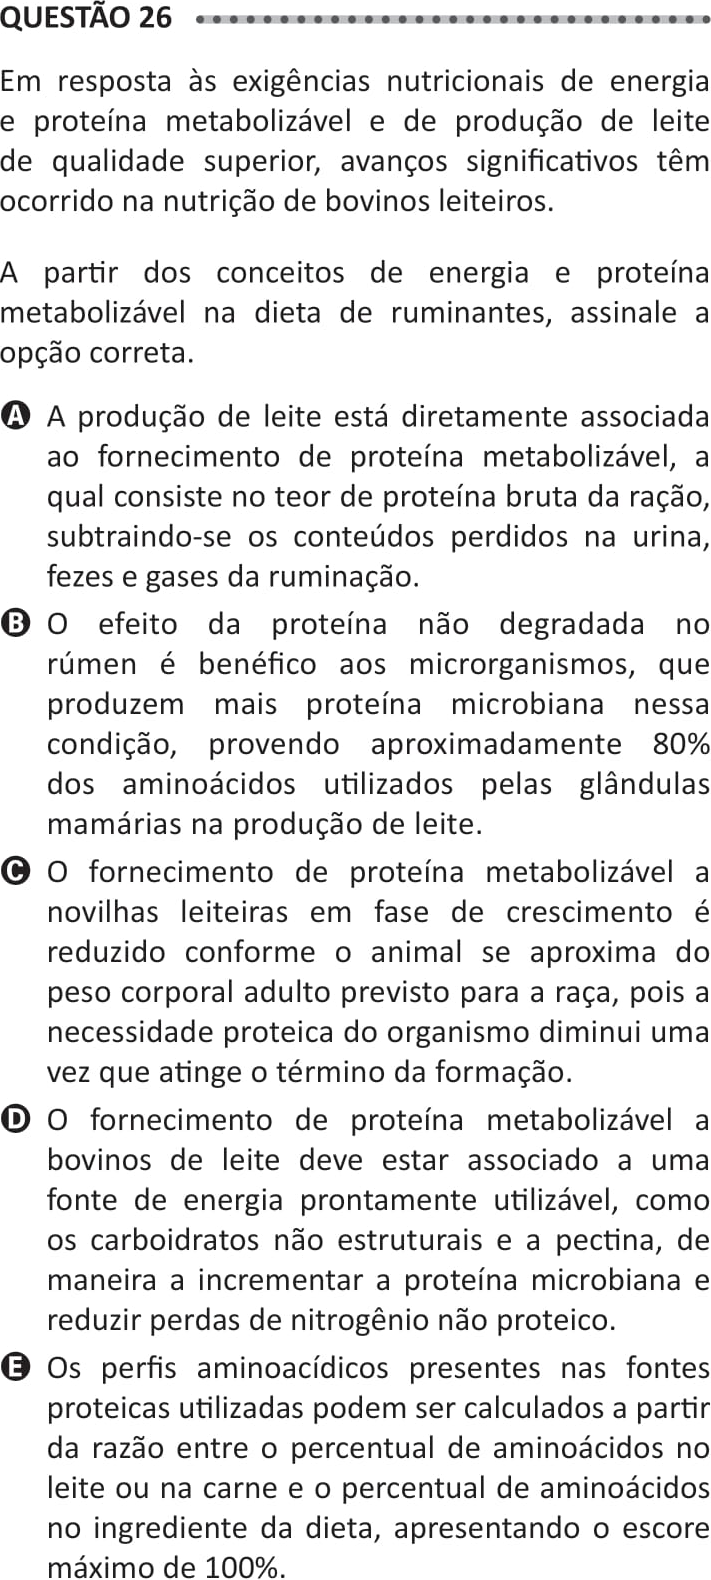 QUESTÃO 26
Em resposta às exigências nutricionais de energia
e proteína metabolizável e de produção de leite
de qualidade superior, avanços significativos têm
ocorrido na nutrição de bovinos leiteiros.
A partir dos conceitos de energia e proteína
metabolizável na dieta de ruminantes, assinale a
opção correta.
A A produção de leite está diretamente associada
ao fornecimento de proteína metabolizável, a
qual consiste no teor de proteína bruta da ração,
subtraindo-se os conteúdos perdidos na urina,
fezes e gases da ruminação.
B O efeito da proteína não degradada no
rúmen é benéfico aos microrganismos, que
produzem mais proteína microbiana nessa
condição, provendo aproximadamente 80%
dos aminoácidos utilizados pelas glândulas
mamárias na produção de leite.
C O fornecimento de proteína metabolizável a
novilhas leiteiras em fase de crescimento é
reduzido conforme o animal se aproxima do
peso corporal adulto previsto para a raça, pois a
necessidade proteica do organismo diminui uma
vez que atinge o término da formação.
D O fornecimento de proteína metabolizável a
bovinos de leite deve estar associado a uma
fonte de energia prontamente utilizável, como
os carboidratos não estruturais e a pectina, de
maneira a incrementar a proteína microbiana e
reduzir perdas de nitrogênio não proteico.
E Os perfis aminoacídicos presentes nas fontes
proteicas utilizadas podem ser calculados a partir
da razão entre o percentual de aminoácidos no
leite ou na carne e o percentual de aminoácidos
no ingrediente da dieta, apresentando o escore
máximo de 100%.